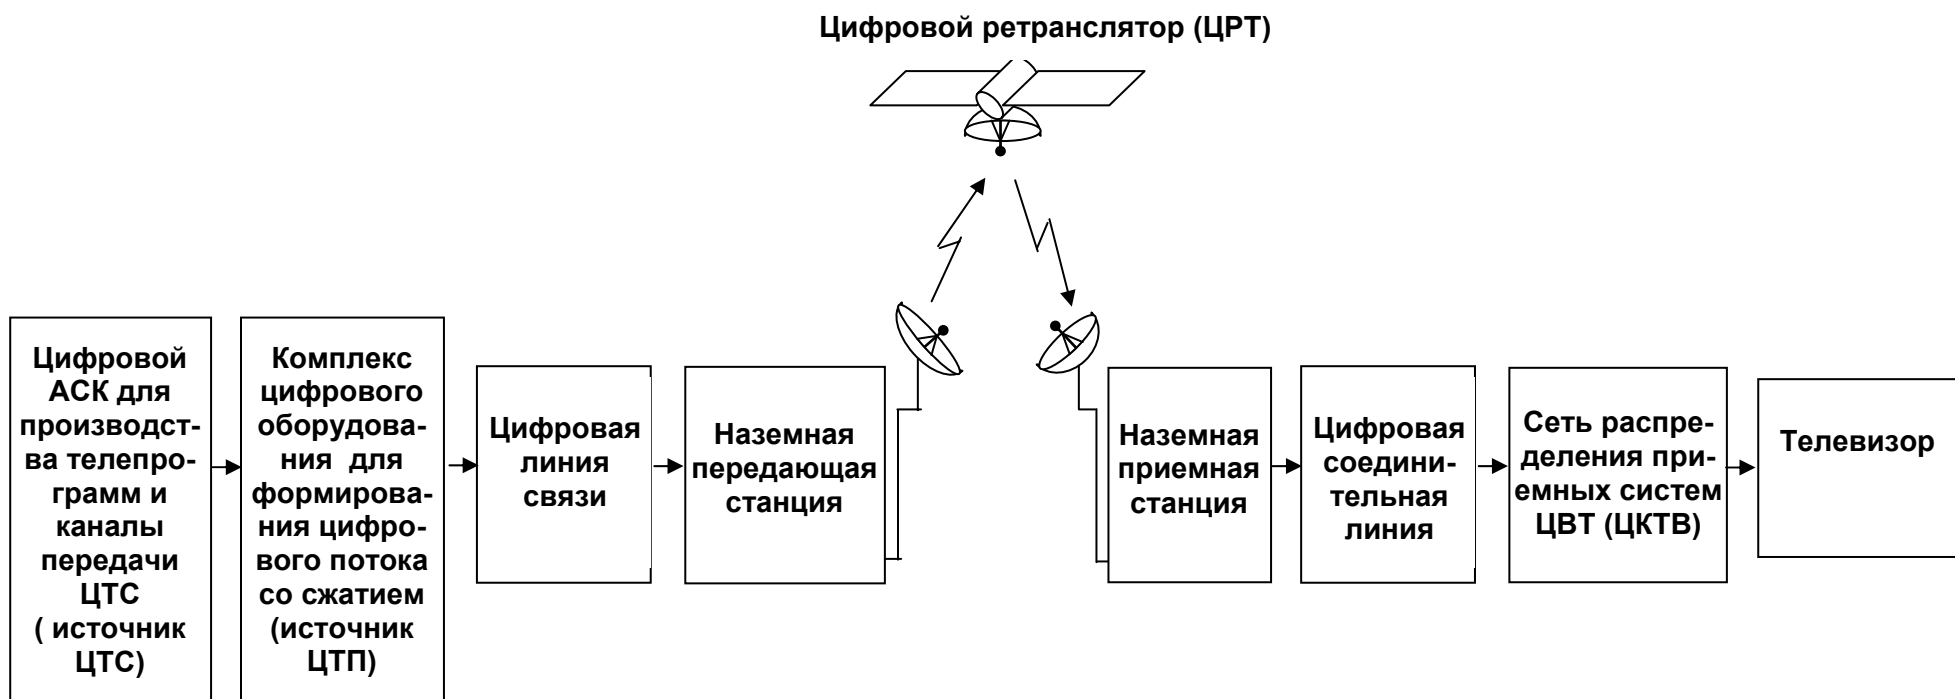 Цифровой ретранслятор (ЦРТ)
Цифровой
АСК для
производст-
ва телепро-
грамм и
каналы
передачи
ЦТС
( источник
ЦТС)
Комплекс
цифрового
оборудова-
ния для
формирова-
ния цифро-
вого потока
со сжатием
(источник
ЦТП)
Цифровая
линия
связи
Наземная
передающая
станция
Наземная
приемная
станция
Цифровая
соедини-
тельная
линия
Сеть распре-
деления при-
емных систем
ЦВТ (ЦКТВ)
Телевизор